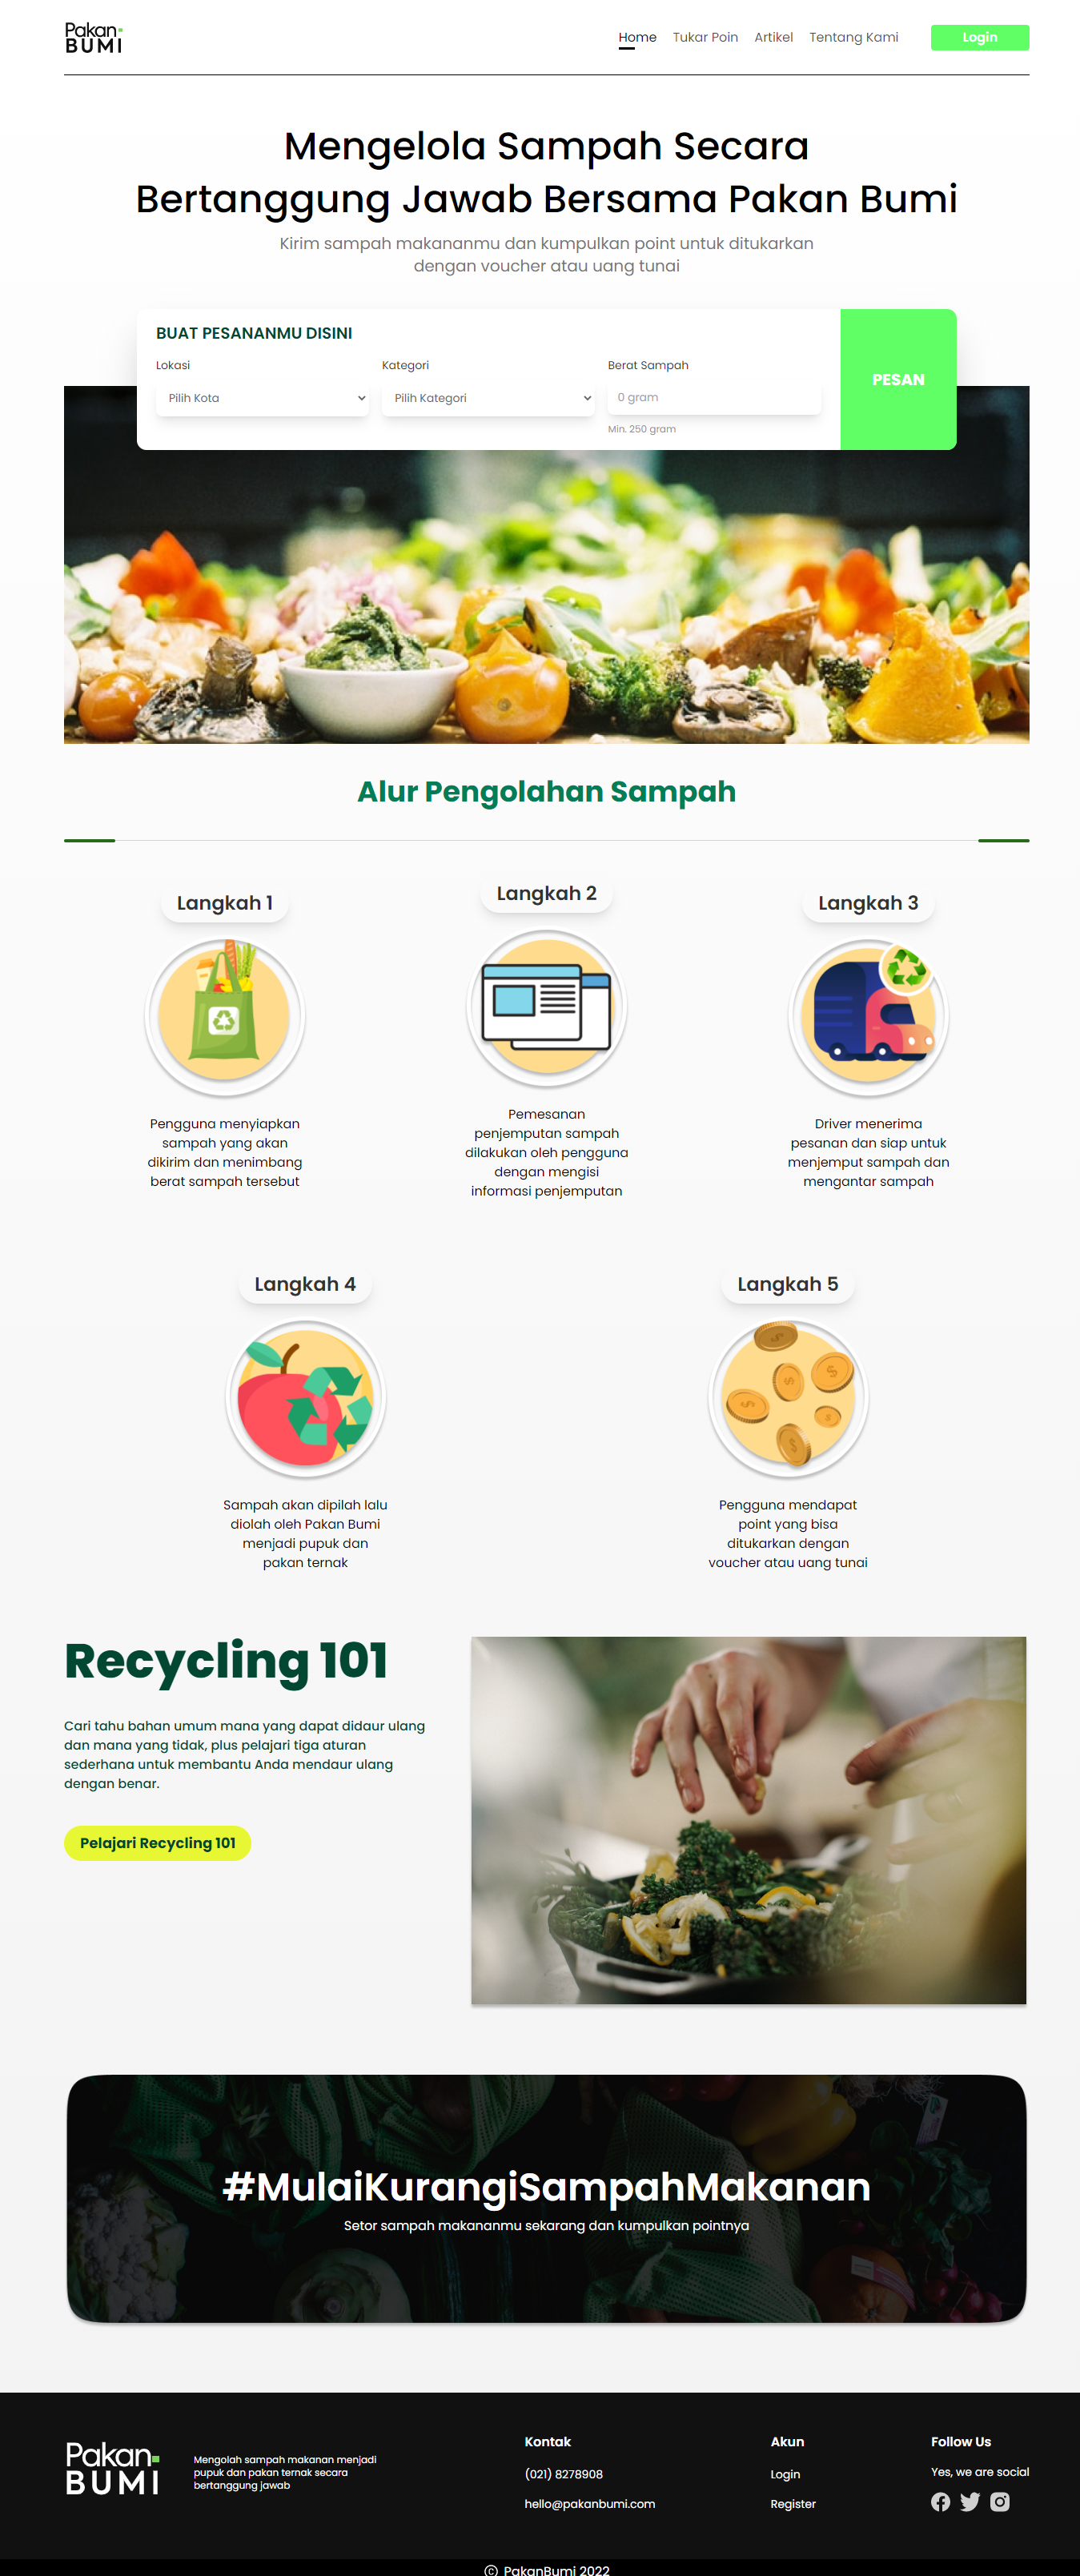 Pakan
BUMI
Home Tukar Poin Artikel Tentang Kami Login
Mengelola Sampah Secara
Bertanggung Jawab Bersama Pakan Bumi
Kirim sampah makananmu dan kumpulkan point untuk ditukarkan
dengan voucher atau uang tunai
BUAT PESANANMU DISINI
Lokasi Kategori Berat Sampah
Pilih Kota Pilih Kategori 0 gram
Min. 250 gram
PESAN
Alur Pengolahan Sampah
Langkah 1
Pengguna menyiapkan
sampah yang akan
dikirim dan menimbang
berat sampah tersebut
Langkah 2
Pemesanan
penjemputan sampah
dilakukan oleh pengguna
dengan mengisi
informasi penjemputan
Langkah 3
Driver menerima
pesanan dan siap untuk
menjemput sampah dan
mengantar sampah
Langkah 4
Sampah akan dipilah lalu
diolah oleh Pakan Bumi
menjadi pupuk dan
pakan ternak
Langkah 5
Pengguna mendapat
point yang bisa
ditukarkan dengan
voucher atau uang tunai
Recycling 101
Cari tahu bahan umum mana yang dapat didaur ulang
dan mana yang tidak, plus pelajari tiga aturan
sederhana untuk membantu Anda mendaur ulang
dengan benar.
Pelajari Recycling 101
#MulaiKurangiSampahMakanan
Setor sampah makananmu sekarang dan kumpulkan pointnya
Pakan
BUMI
Mengolah sampah makanan menjadi
pupuk dan pakan ternak secara
bertanggung jawab
Kontak
(021) 8278908
hello@pakanbumi.com
Akun
Login
Register
Follow Us
Yes, we are social
© PakanBumi 2022